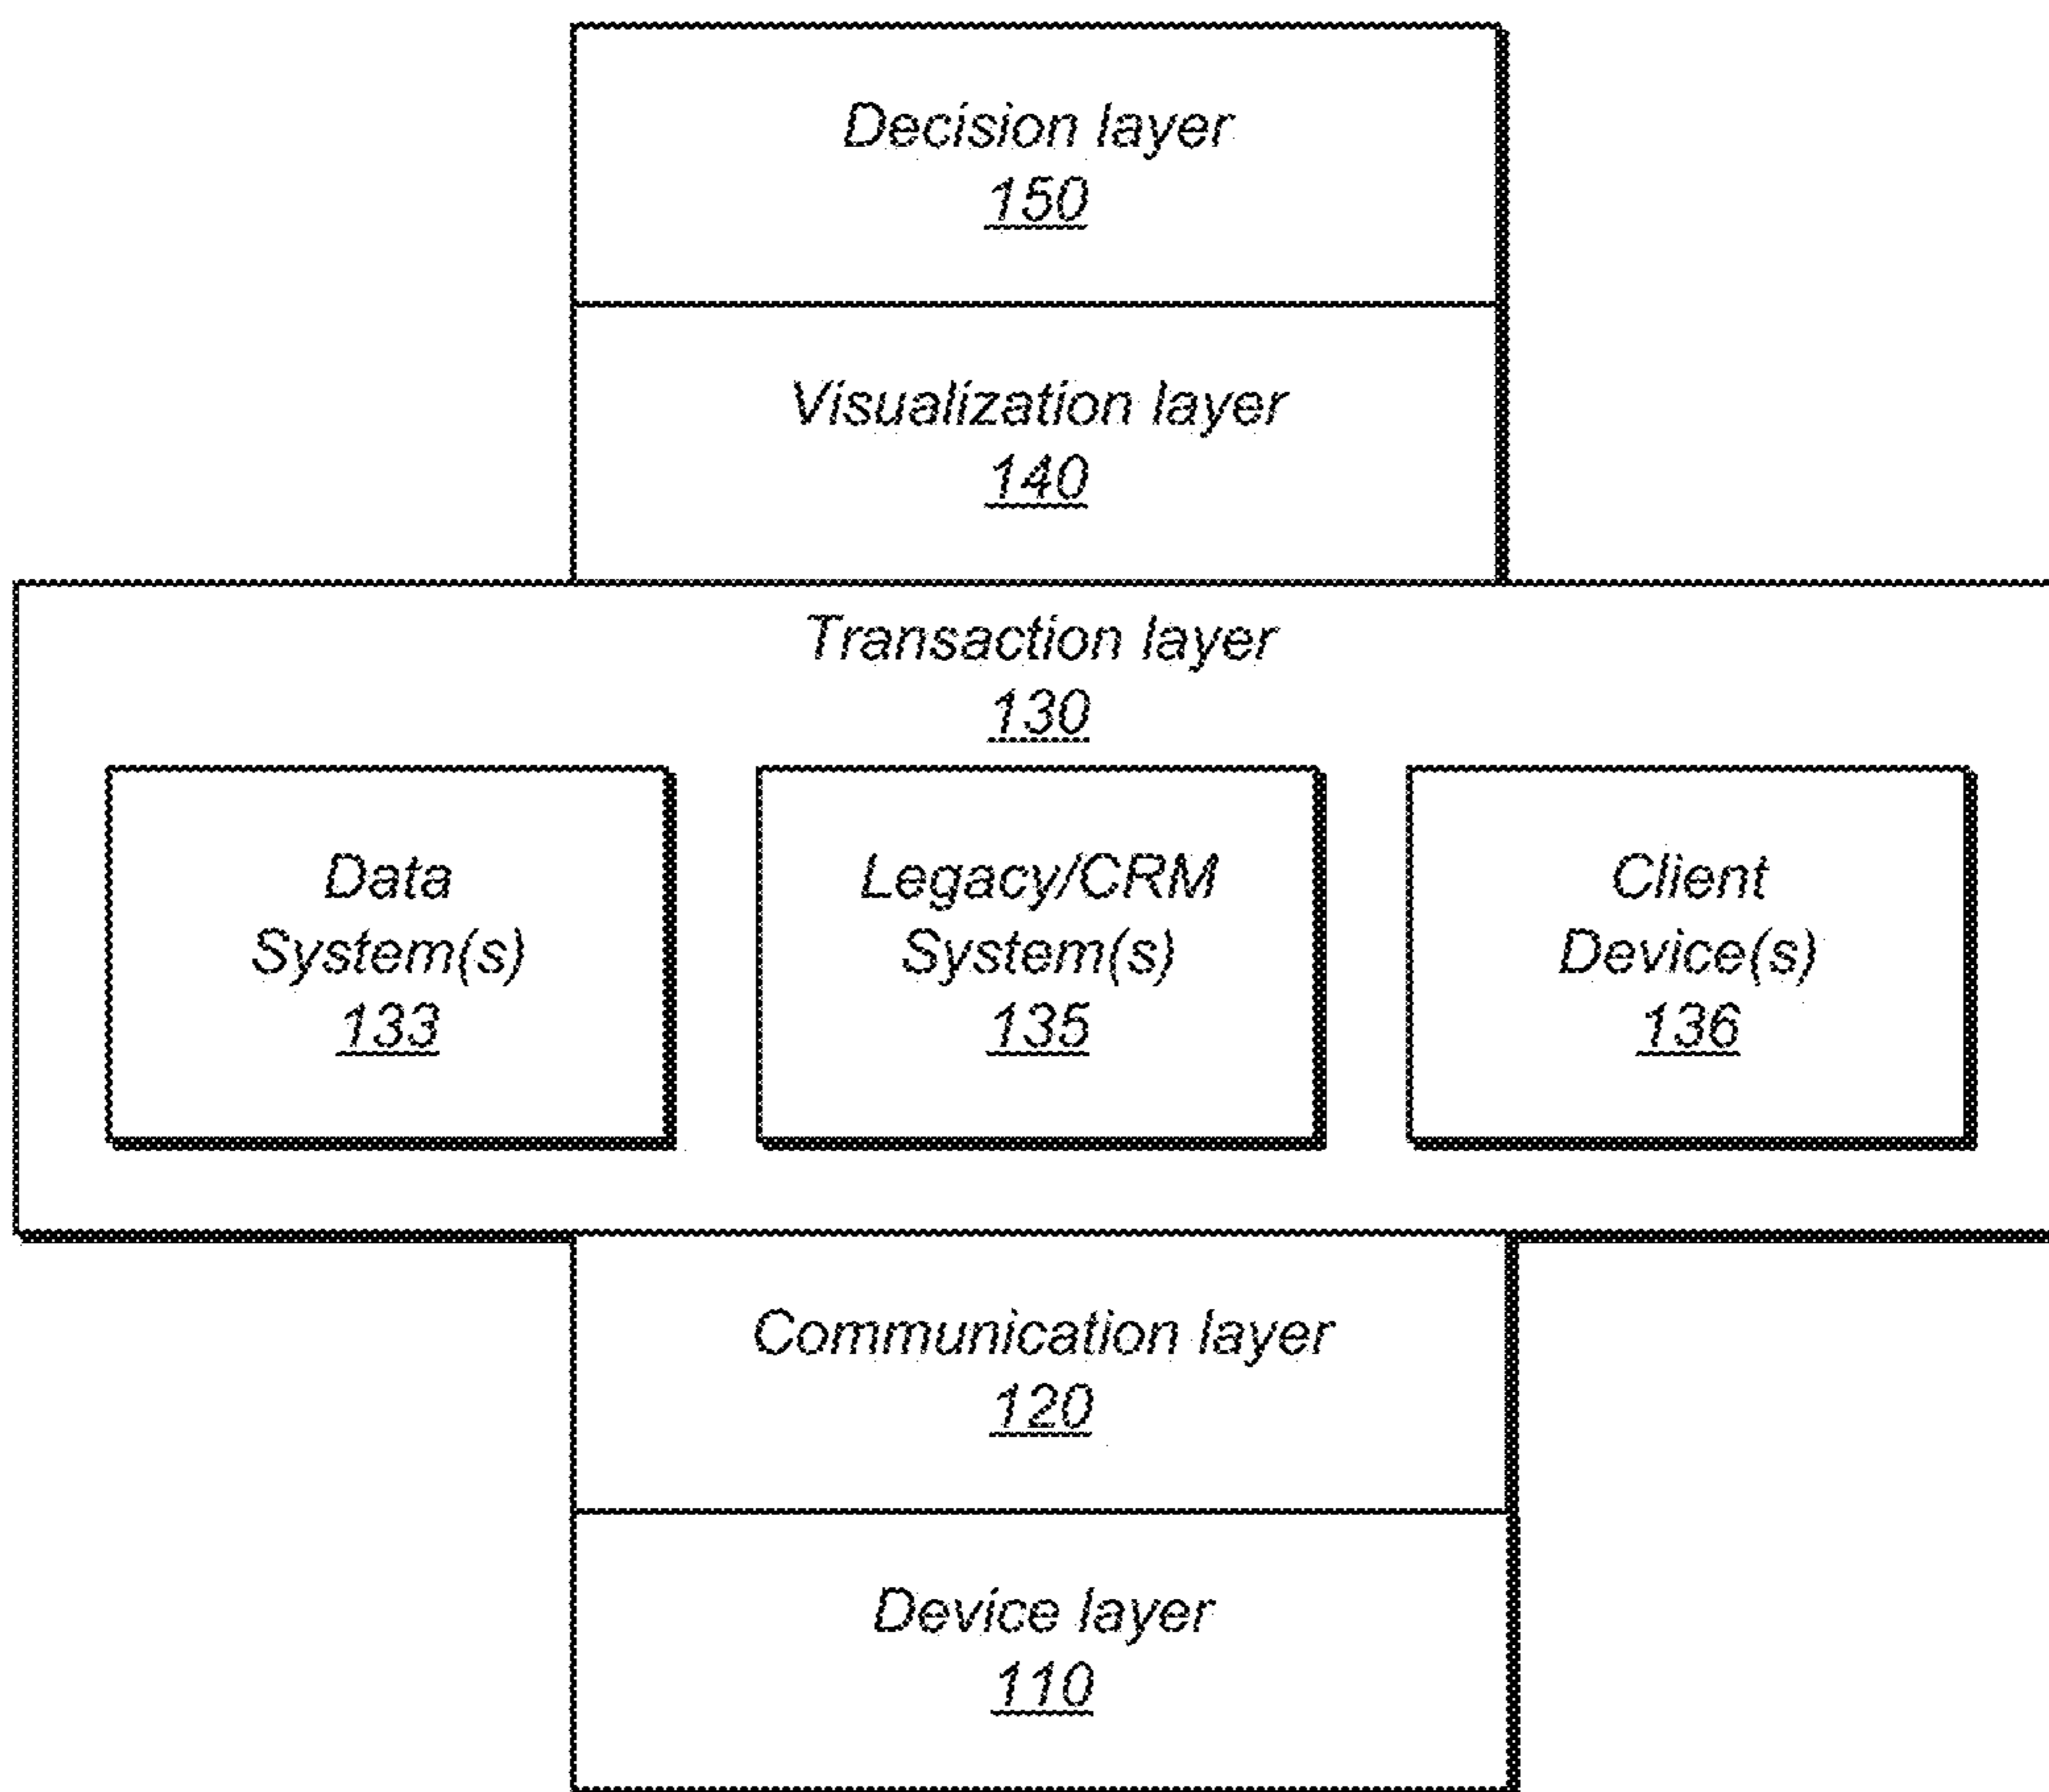 Decision layer
150
Visualization layer
140
Transaction layer
130
Data
System(s)
133
Legacy/CRM
System(s)
135
Client
Device(s)
136
Communication layer
120
Device layer
110